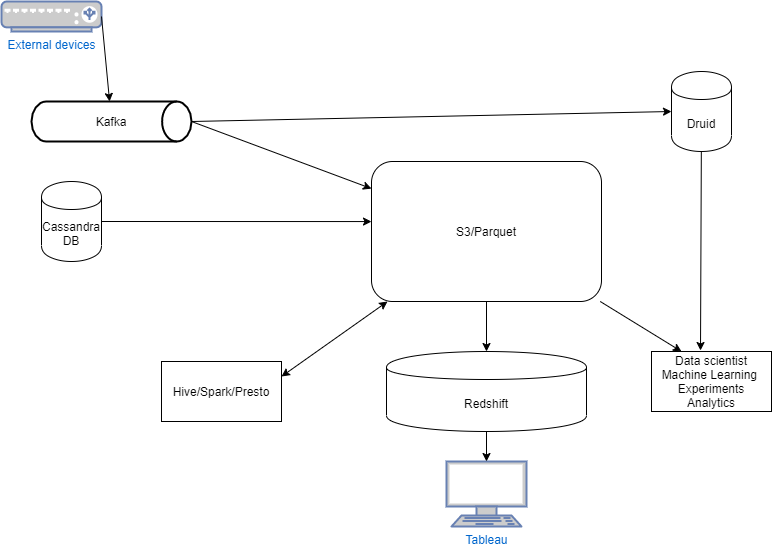 External devices
Kafka
Druid
Cassandra
DB
S3/Parquet
Hive/Spark/Presto
Redshift
Data scientist
Machine Learning
Experiments
Analytics
Tableau